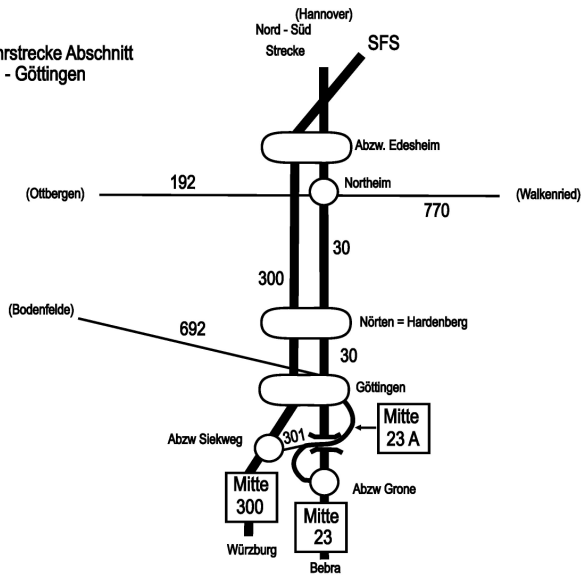 (Hannover)
Nord - Süd
Strecke
SFS
rstrecke Abschnitt
- Göttingen
Abzw. Edesheim
192
Northeim
(Ottbergen)
(Walkenried)
770
30
300
(Bodenfelde)
692
Nörten = Hardenberg
30
Göttingen
Mitte
23 A
Abzw Siekweg
301
Mitte
300
Abzw Grone
Mitte
23
Würzburg
Bebra